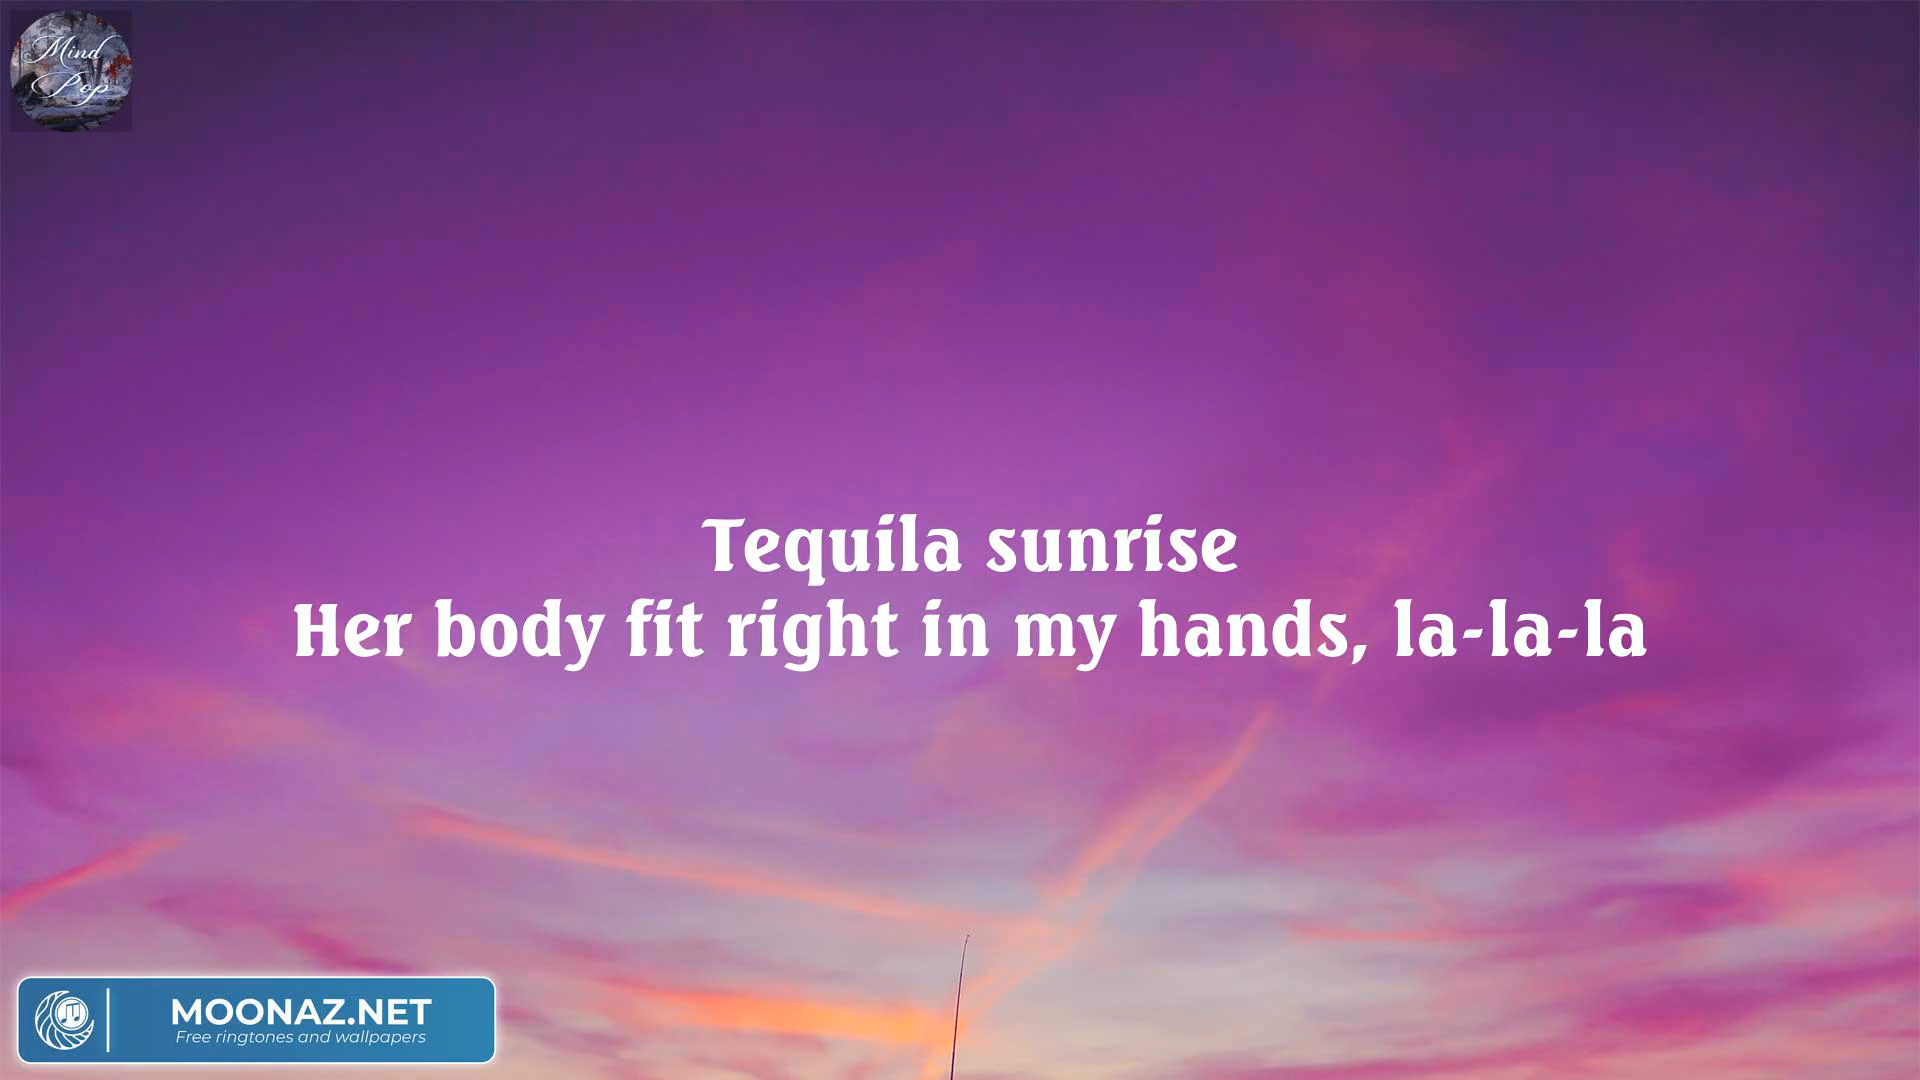 Mind
Pop
Tequila sunrise
Her body fit right in my hands, la-la-la
MOONAZ.NET
Free ringtones and wallpapers